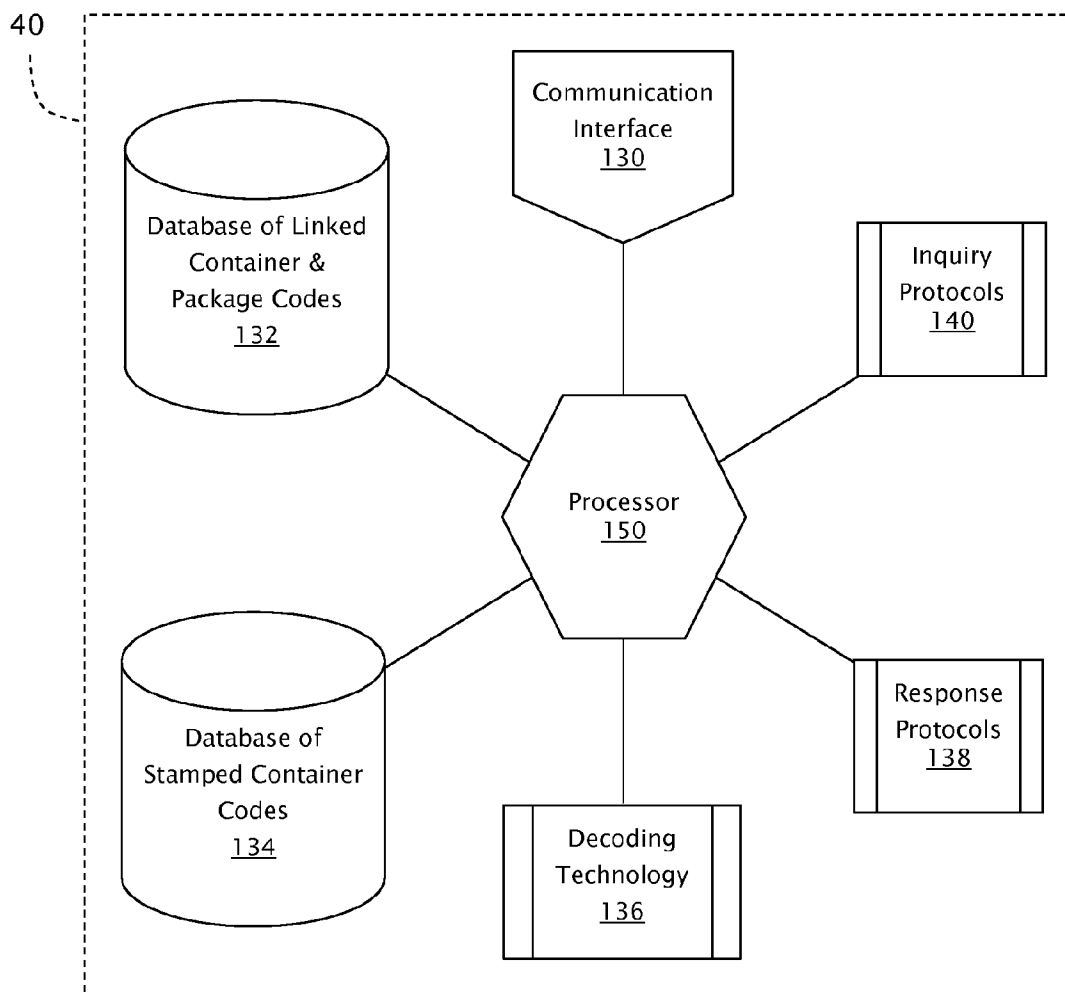 40
Communication
Interface
130
Database of Linked
Container &
Package Codes
132
Inquiry
Protocols
140
Processor
150
Database of
Stamped Container
Codes
134
Response
Protocols
138
Decoding
Technology
136